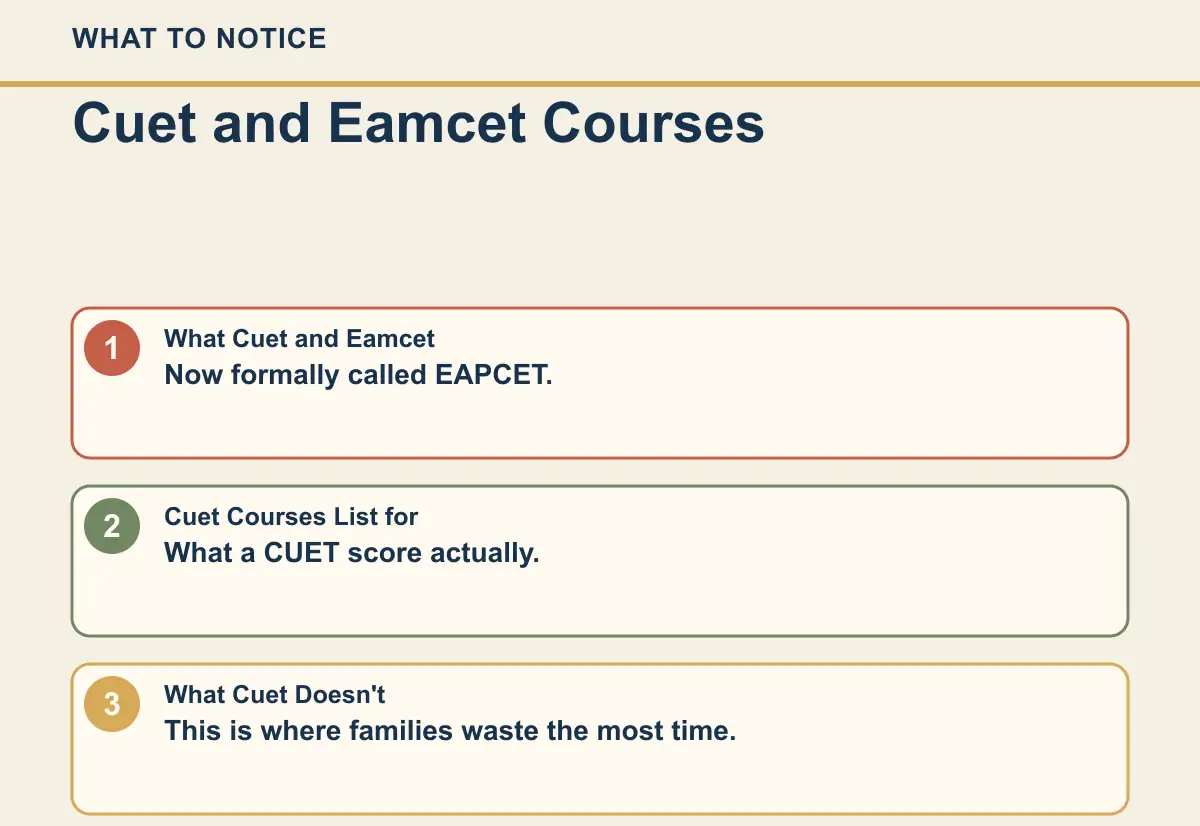 WHAT TO NOTICE
Cuet and Eamcet Courses
1
What Cuet and Eamcet
Now formally called EAPCET.
2
Cuet Courses List for
What a CUET score actually.
3
What Cuet Doesn't
This is where families waste the most time.